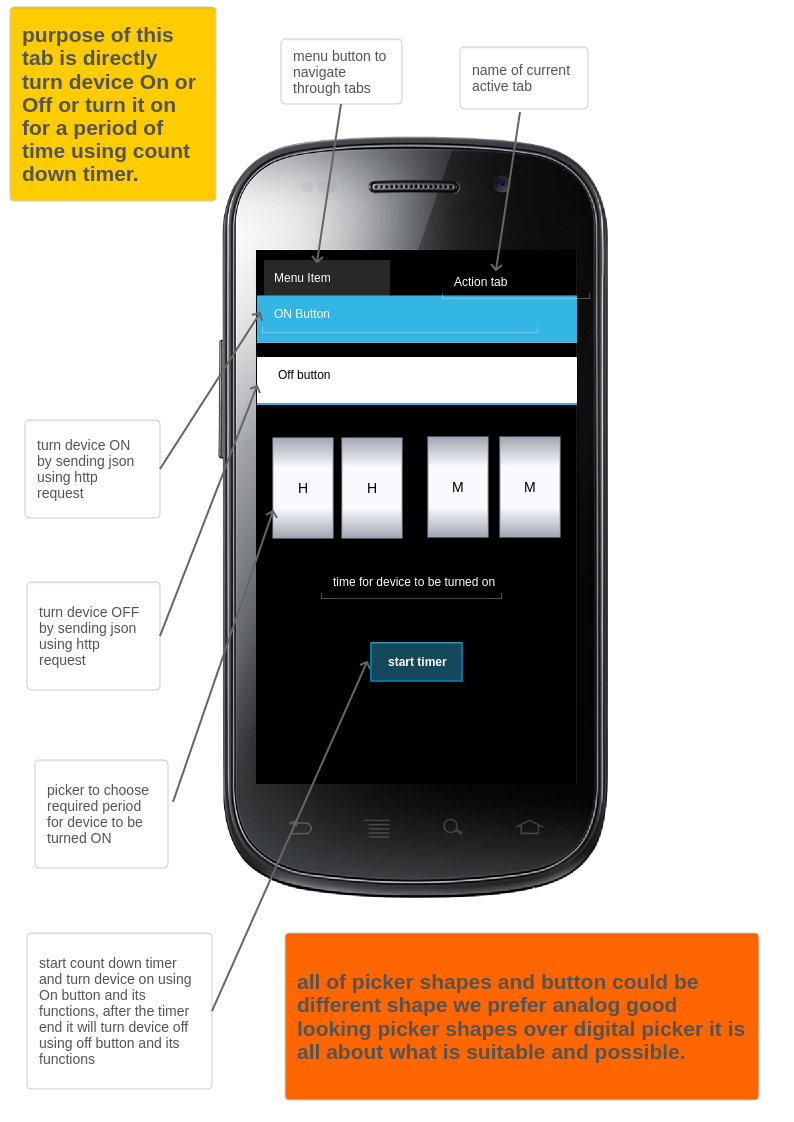 purpose of this
tab is directly
turn device On or
Off or turn it on
for a period of
time using count
down timer.
menu button to
navigate
through tabs
name of current
active tab
Menu Item
Action tab
ON Button
Off button
H H M M
time for device to be turned on
start timer
turn device ON
by sending json
using http
request
turn device OFF
by sending json
using http
request
picker to choose
required period
for device to be
turned ON
start count down timer
and turn device on using
On button and its
functions, after the timer
end it will turn device off
using off button and its
functions
all of picker shapes and button could be
different shape we prefer analog good
looking picker shapes over digital picker it is
all about what is suitable and possible.